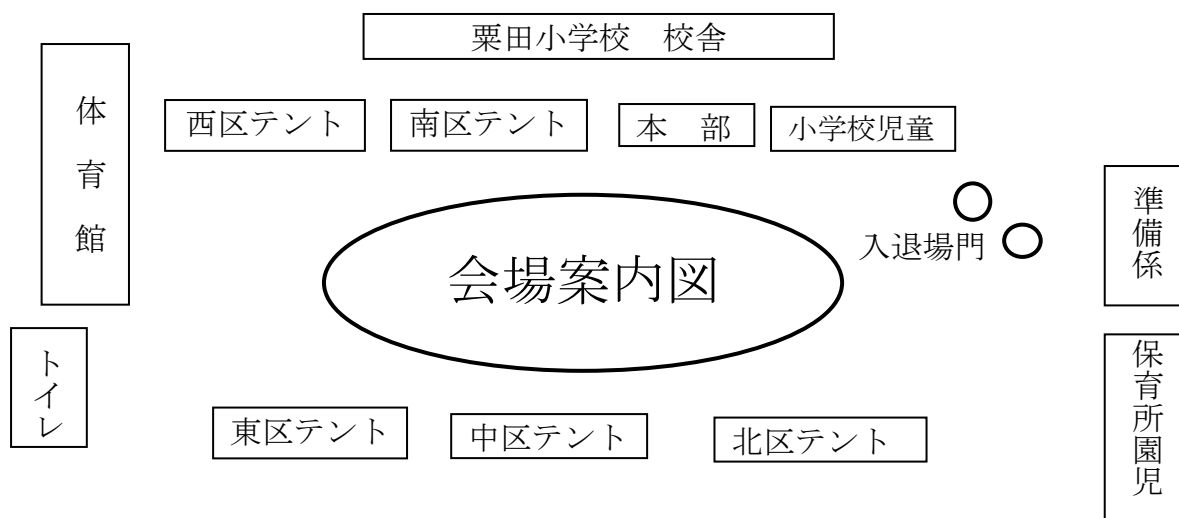 粟田小学校　校舎
体育館
西区テント
南区テント
本　部
小学校児童
準備係
入退場門
会場案内図
トイレ
保育所園児
東区テント
中区テント
北区テント